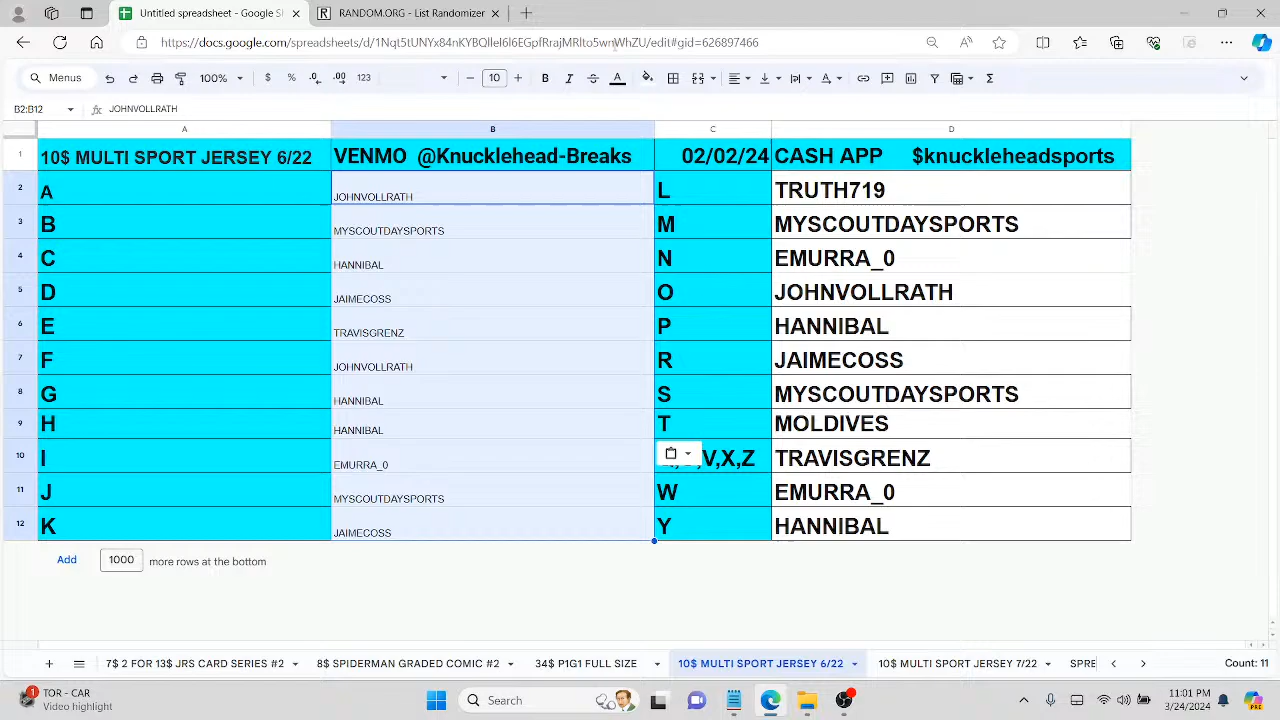 Untitled spreadsheet - Google S
RANDOM.ORG - List Randomizer
https://docs.google.com/spreadsheets/d/
Menus 100% $ % .0 .00 123 10 B I A Σ
B2:B12 fx JOHNVOLLRATH
A B C D
1 10$ MULTI SPORT JERSEY 6/22 VENMO @Knucklehead-Breaks 02/02/24 CASH APP $knuckleheadsports
2 A JOHNVOLLRATH L TRUTH719
3 B MYSCOUTDAYSPORTS M MYSCOUTDAYSPORTS
4 C HANNIBAL N EMURRA_0
5 D JAIMECOSS O JOHNVOLLRATH
6 E TRAVISGRENZ P HANNIBAL
7 F JOHNVOLLRATH R JAIMECOSS
8 G HANNIBAL S MYSCOUTDAYSPORTS
9 H HANNIBAL T MOLDIVES
10 I EMURRA_0 V,X,Z TRAVISGRENZ
11 J MYSCOUTDAYSPORTS W EMURRA_0
12 K JAIMECOSS Y HANNIBAL
Add 1000 more rows at the bottom
7$ 2 FOR 13$ JRS CARD SERIES #2 8$ SPIDERMAN GRADED COMIC #2 34$ P1G1 FULL SIZE 10$ MULTI SPORT JERSEY 6/22 10$ MULTI SPORT JERSEY 7/22 SPRE Count: 11
1 TOR - CAR
Video highlight
Search
11:01 PM
3/24/2024